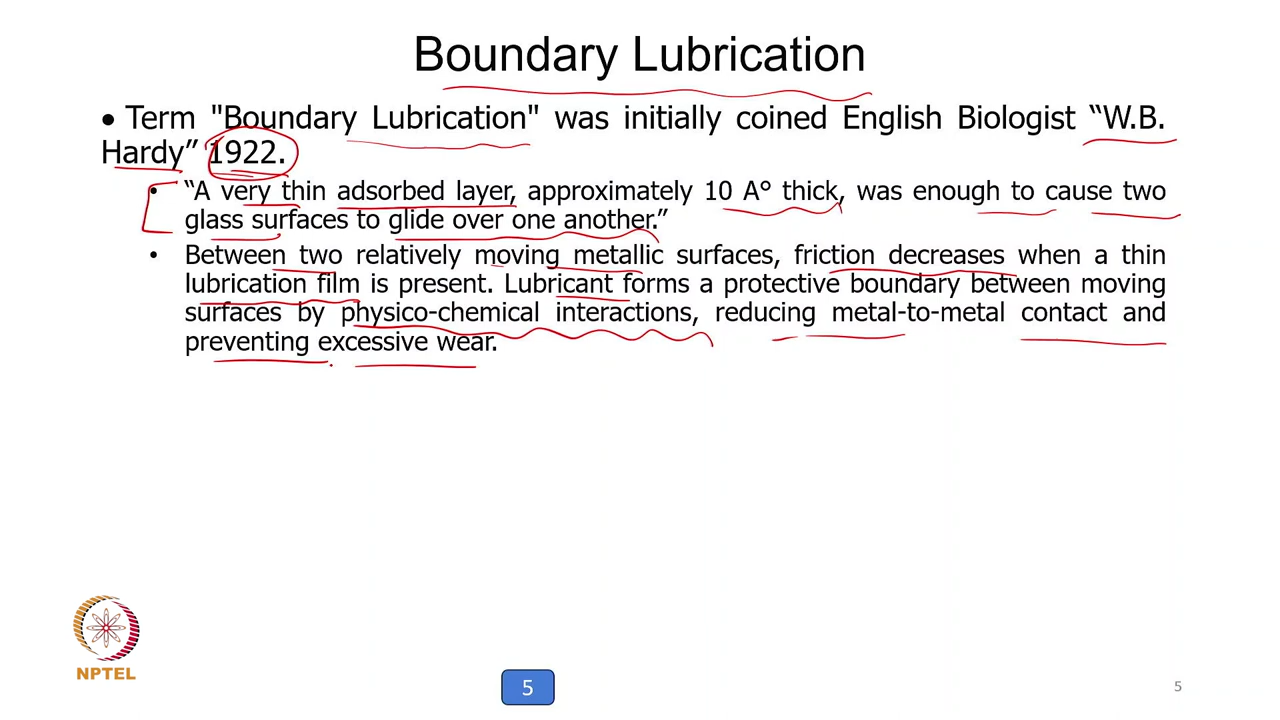 Boundary Lubrication
• Term "Boundary Lubrication" was initially coined English Biologist “W.B.
Hardy” 1922.
• “A very thin adsorbed layer, approximately 10 A° thick, was enough to cause two
glass surfaces to glide over one another.”
• Between two relatively moving metallic surfaces, friction decreases when a thin
lubrication film is present. Lubricant forms a protective boundary between moving
surfaces by physico-chemical interactions, reducing metal-to-metal contact and
preventing excessive wear.
NPTEL
5
5